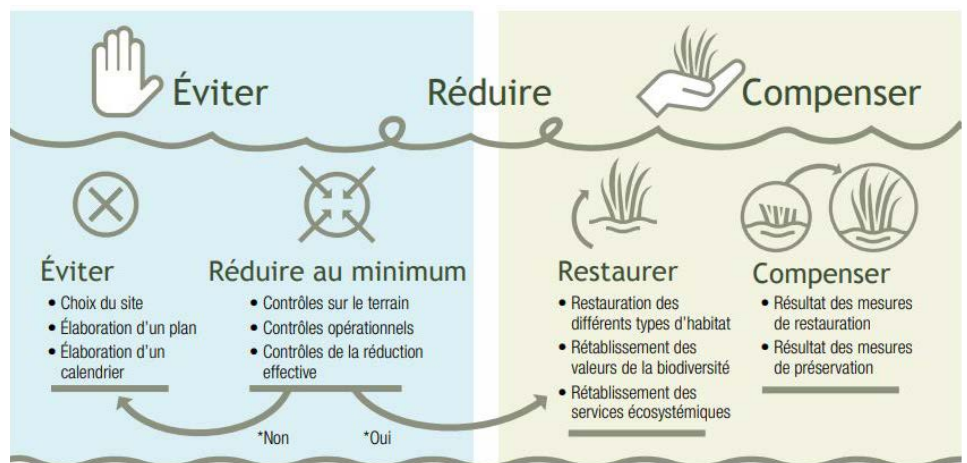 Éviter
Réduire
Compenser
Éviter
• Choix du site
• Élaboration d'un plan
• Élaboration d'un
calendrier
Réduire au minimum
• Contrôles sur le terrain
• Contrôles opérationnels
• Contrôles de la réduction
effective
Restaurer
• Restauration des
différents types d'habitat
• Rétablissement des
valeurs de la biodiversité
• Rétablissement des
services écosystémiques
Compenser
• Résultat des mesures
de restauration
• Résultat des mesures
de préservation
*Non
*Oui